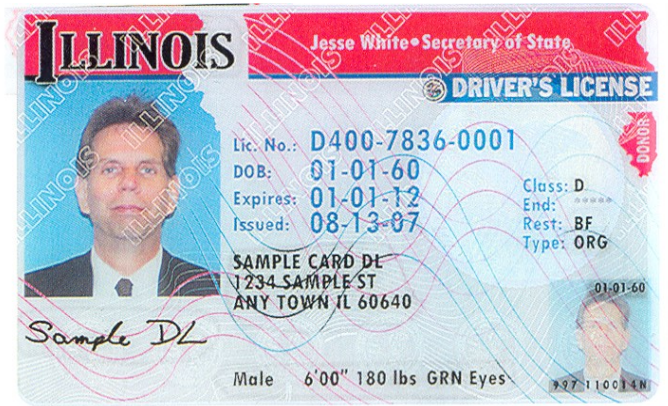 ILLINOIS
Jesse White•Secretary of State
DRIVER'S LICENSE
DONOR
Lic. No.: D400-7836-0001
DOB: 01-01-60
Expires: 01-01-12
Issued: 08-13-07
Class: D
End: *****
Rest: BF
Type: ORG
SAMPLE CARD DL
1234 SAMPLE ST
ANY TOWN IL 60640
Sample DL
Male 6'00" 180 lbs GRN Eyes
01-01-60